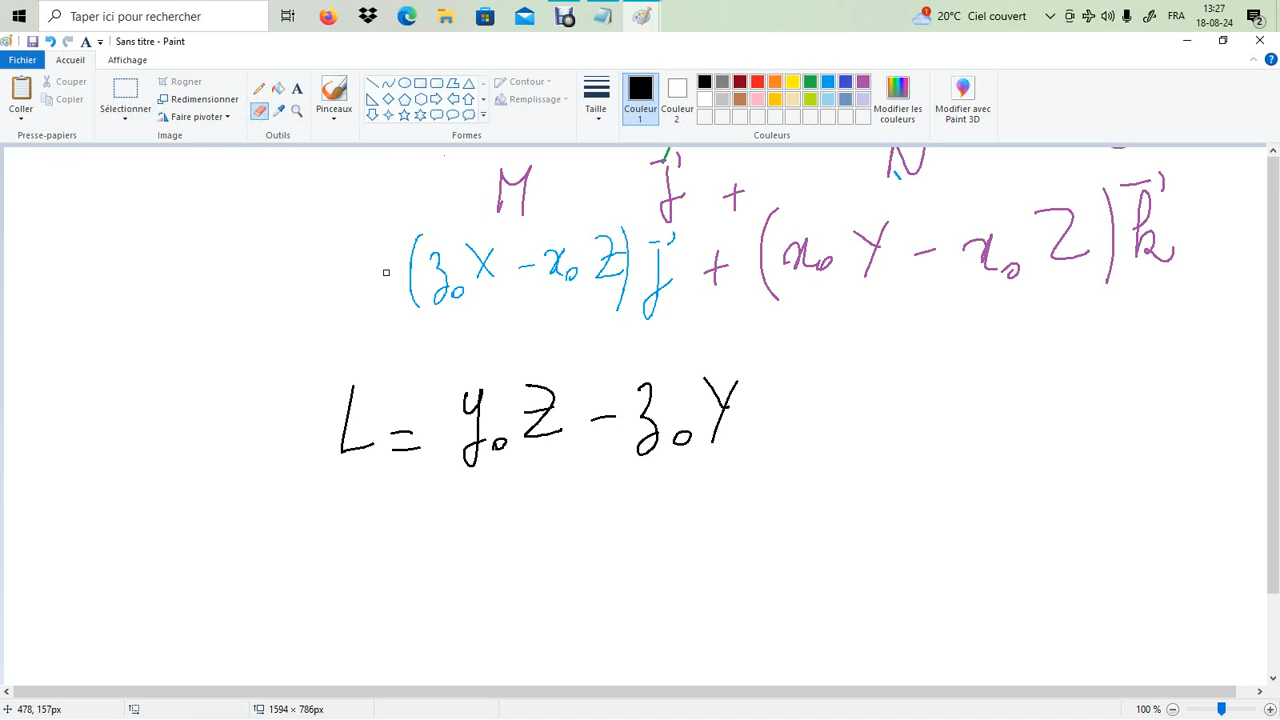 Taper ici pour rechercher 20°C Ciel couvert FRA 13:27 18-08-24 2
Sans titre - Paint
Fichier Accueil Affichage
Coller Couper Copier Sélectionner Rogner Redimensionner Faire pivoter Pinceaux Contour Remplissage Taille Couleur 1 Couleur 2 Modifier les couleurs Modifier avec Paint 3D
Presse-papiers Image Outils Formes Couleurs
M j⃗ + N
(z₀X − x₀Z) j⃗ + (x₀Y − x₀Z) k⃗
L = y₀Z − z₀Y
478, 157px 1594 × 786px 100 %